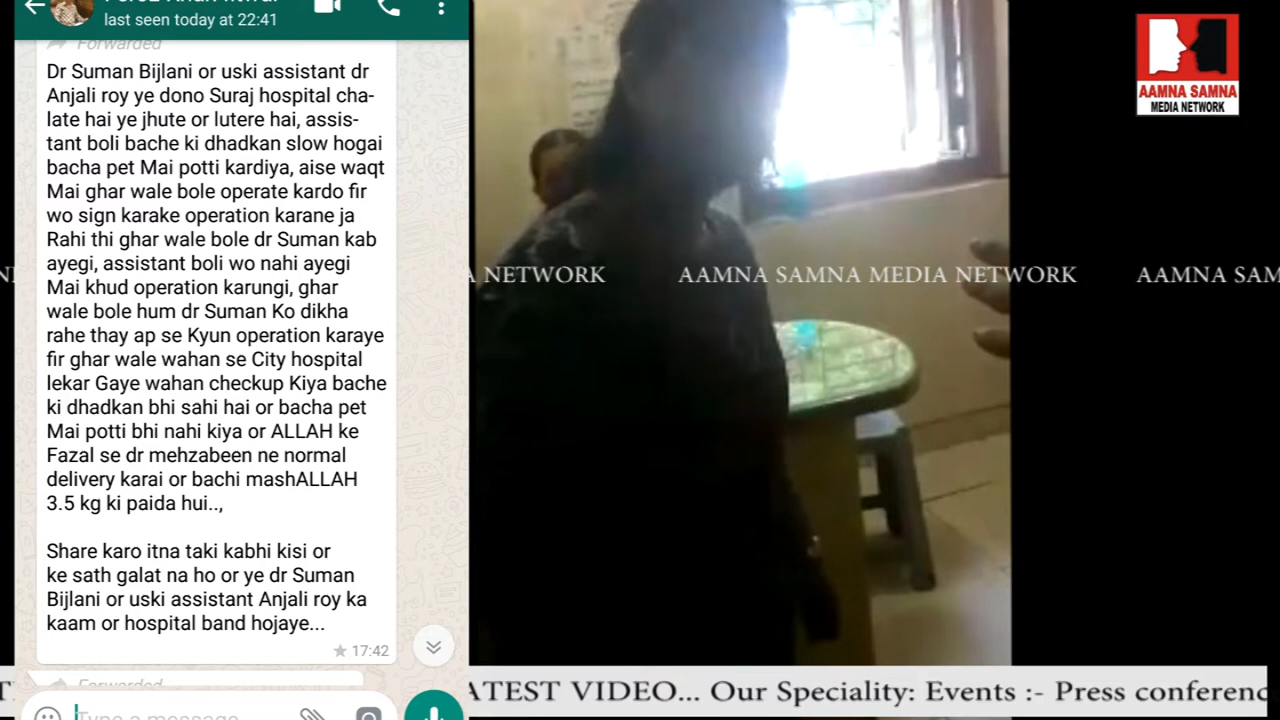 last seen today at 22:41
Forwarded
Dr Suman Bijlani or uski assistant dr
Anjali roy ye dono Suraj hospital cha-
late hai ye jhute or lutere hai, assis-
tant boli bache ki dhadkan slow hogai
bacha pet Mai potti kardiya, aise waqt
Mai ghar wale bole operate kardo fir
wo sign karake operation karane ja
Rahi thi ghar wale bole dr Suman kab
ayegi, assistant boli wo nahi ayegi
Mai khud operation karungi, ghar
wale bole hum dr Suman Ko dikha
rahe thay ap se Kyun operation karaye
fir ghar wale wahan se City hospital
lekar Gaye wahan checkup Kiya bache
ki dhadkan bhi sahi hai or bacha pet
Mai potti bhi nahi kiya or ALLAH ke
Fazal se dr mehzabeen ne normal
delivery karai or bachi mashALLAH
3.5 kg ki paida hui..,
Share karo itna taki kabhi kisi or
ke sath galat na ho or ye dr Suman
Bijlani or uski assistant Anjali roy ka
kaam or hospital band hojaye...
17:42
Forwarded
Type a message
AAMNA SAMNA
MEDIA NETWORK
A NETWORK AAMNA SAMNA MEDIA NETWORK AAMNA SAM
ATEST VIDEO... Our Speciality: Events :- Press conferenc